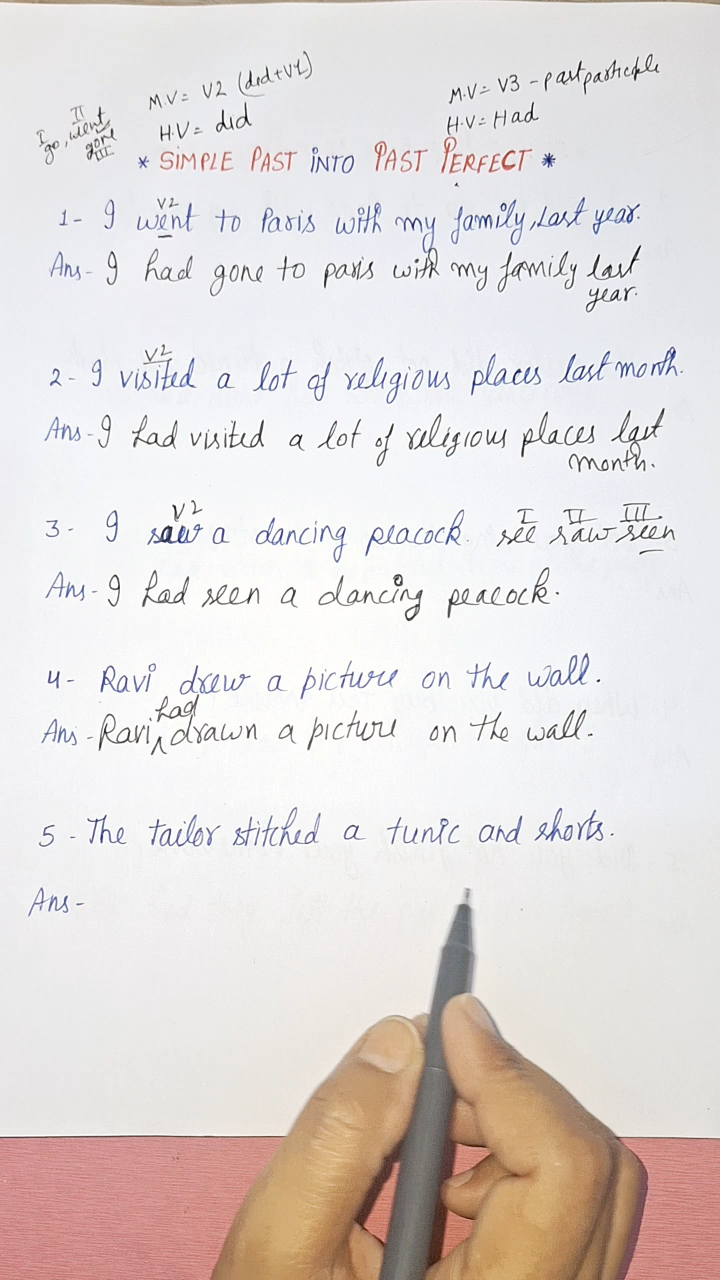 M.V = V2 (did+V1)
H.V = did
M.V = V3 - past participle
H.V = Had
I II
go, went
gone
III
* SIMPLE PAST INTO PAST PERFECT *
V2
1- I went to Paris with my family, Last year.
Ans- I had gone to paris with my family last
year.
V2
2- I visited a lot of religious places last month.
Ans- I had visited a lot of religious places last
month.
V2 I II III
3- I saw a dancing peacock. see saw seen
Ans- I had seen a dancing peacock.
4- Ravi drew a picture on the wall.
had
Ans- Ravi ^ drawn a picture on the wall.
5- The tailor stitched a tunic and shorts.
Ans-